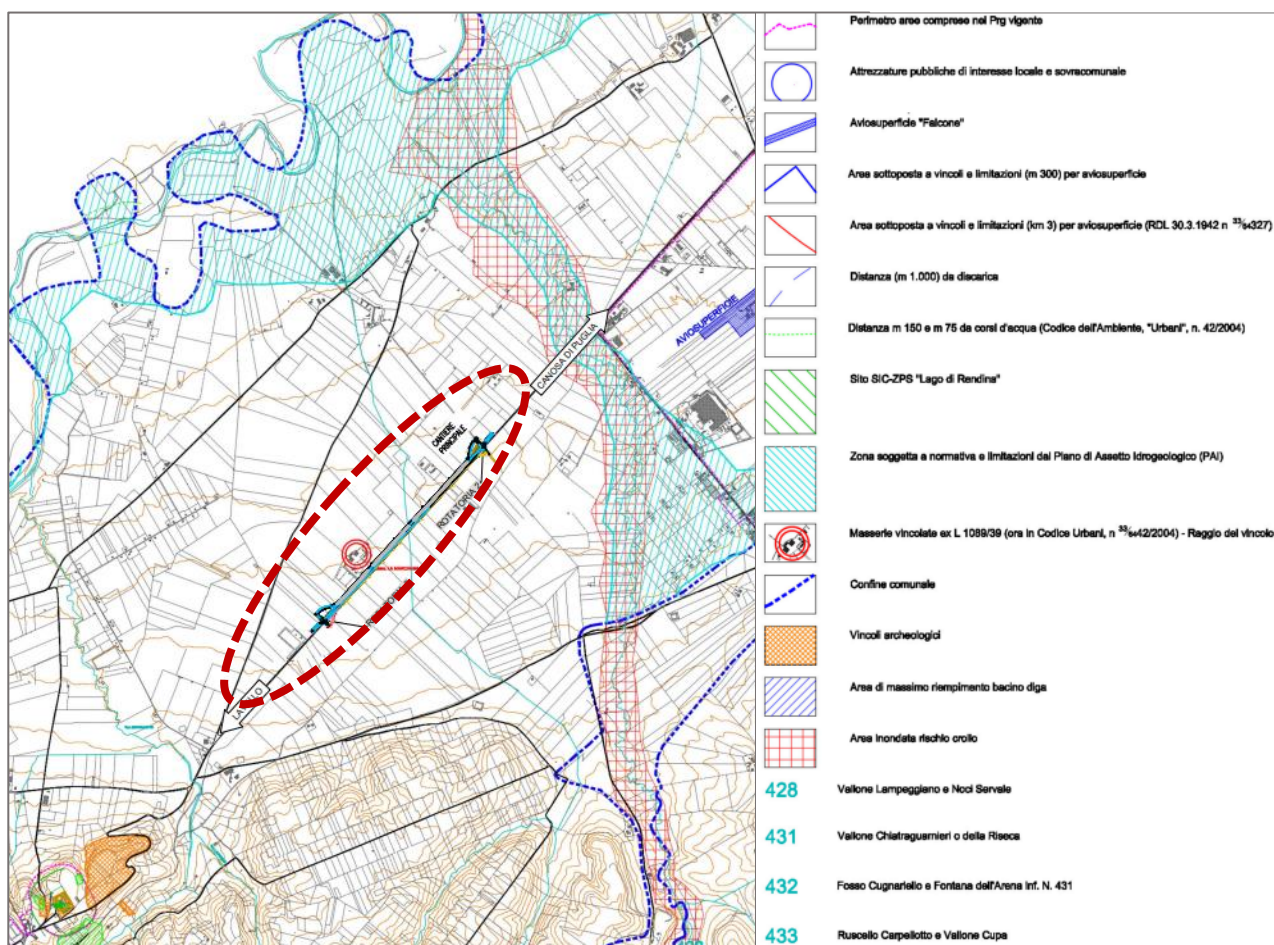 AVIOSUPERFICIE
CANOSA DI PUGLIA
CANTIERE
PRINCIPALE
ROTATORIA 2
Perimetro aree comprese nel Prg vigente
Attrezzature pubbliche di interesse locale e sovracomunale
Aviosuperficie "Falcone"
Area sottoposta a vincoli e limitazioni (m 300) per aviosuperficie
Area sottoposta a vincoli e limitazioni (km 3) per aviosuperficie (RDL 30.3.1942 n 327)
Distanza (m 1.000) da discarica
Distanza m 150 e m 75 da corsi d'acqua (Codice dell'Ambiente, "Urbani", n. 42/2004)
Sito SIC-ZPS "Lago di Rendina"
Zona soggetta a normativa e limitazioni dal Piano di Assetto Idrogeologico (PAI)
Masserie vincolate ex L 1089/39 (ora in Codice Urbani, n 42/2004) - Raggio del vincolo
Confine comunale
Vincoli archeologici
Area di massimo riempimento bacino diga
Area inondata rischio crollo
428 Vallone Lampeggiano e Noci Servale
431 Vallone Chiatraguarnieri o della Riseca
432 Fosso Cugnariello e Fontana dell'Arena inf. N. 431
433 Ruscello Carpellotto e Vallone Cupa